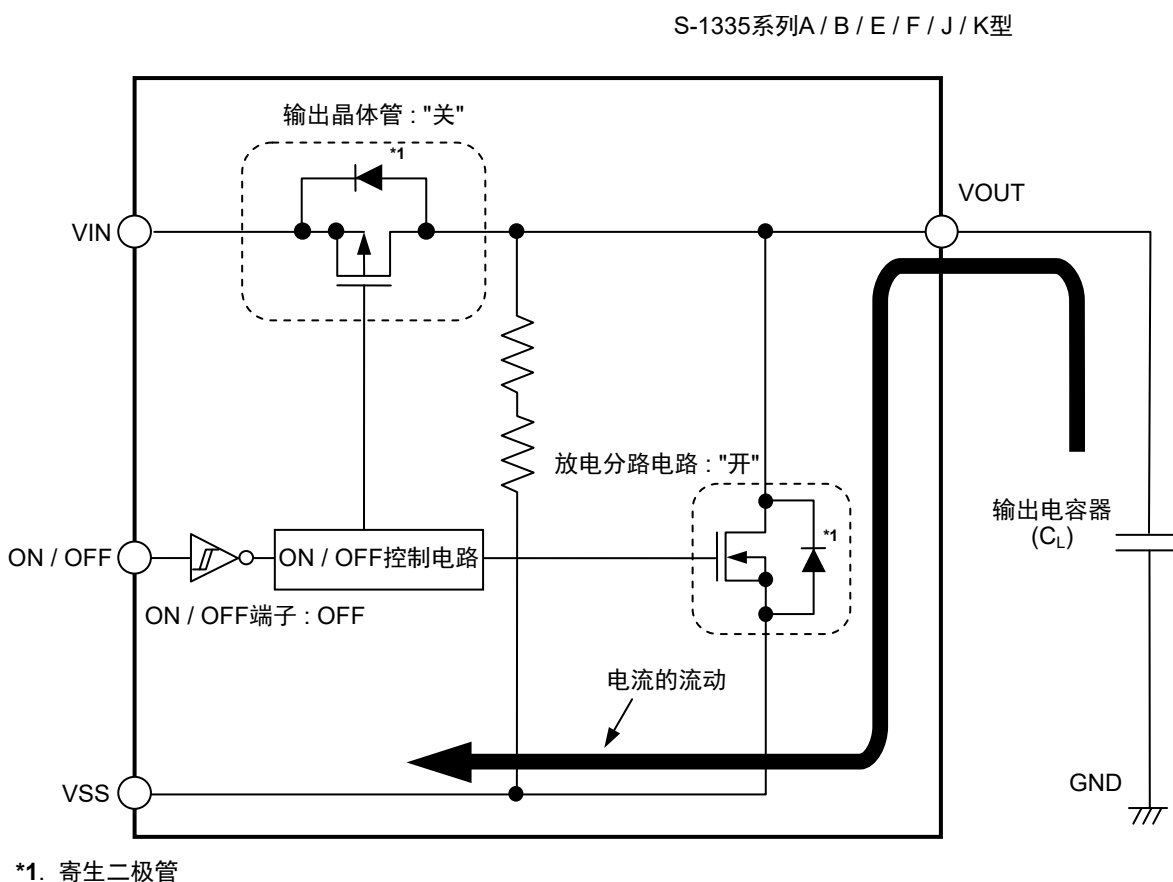 S-1335系列A / B / E / F / J / K型
输出晶体管 : "关"
*1
VIN
VOUT
放电分路电路 : "开"
*1
输出电容器
(CL)
ON / OFF
ON / OFF控制电路
ON / OFF端子 : OFF
电流的流动
VSS
GND
*1. 寄生二极管